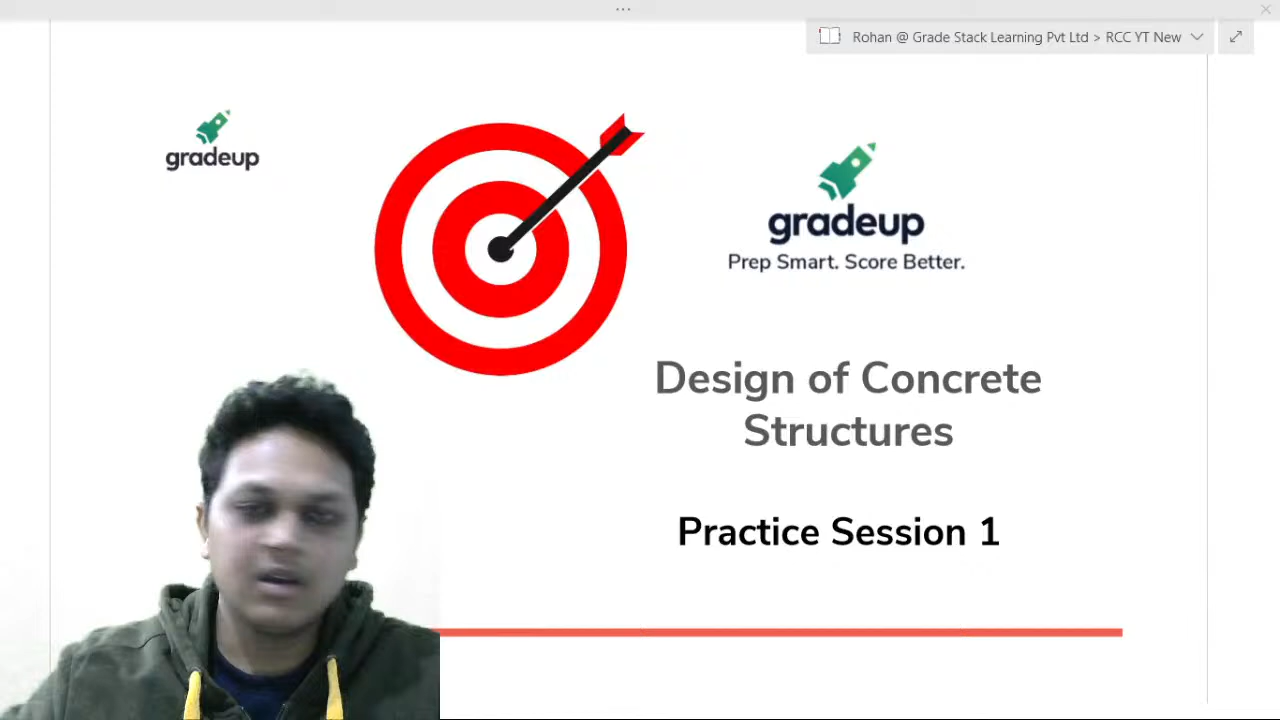 ...
Rohan @ Grade Stack Learning Pvt Ltd > RCC YT New
gradeup
gradeup
Prep Smart. Score Better.
Design of Concrete
Structures
Practice Session 1